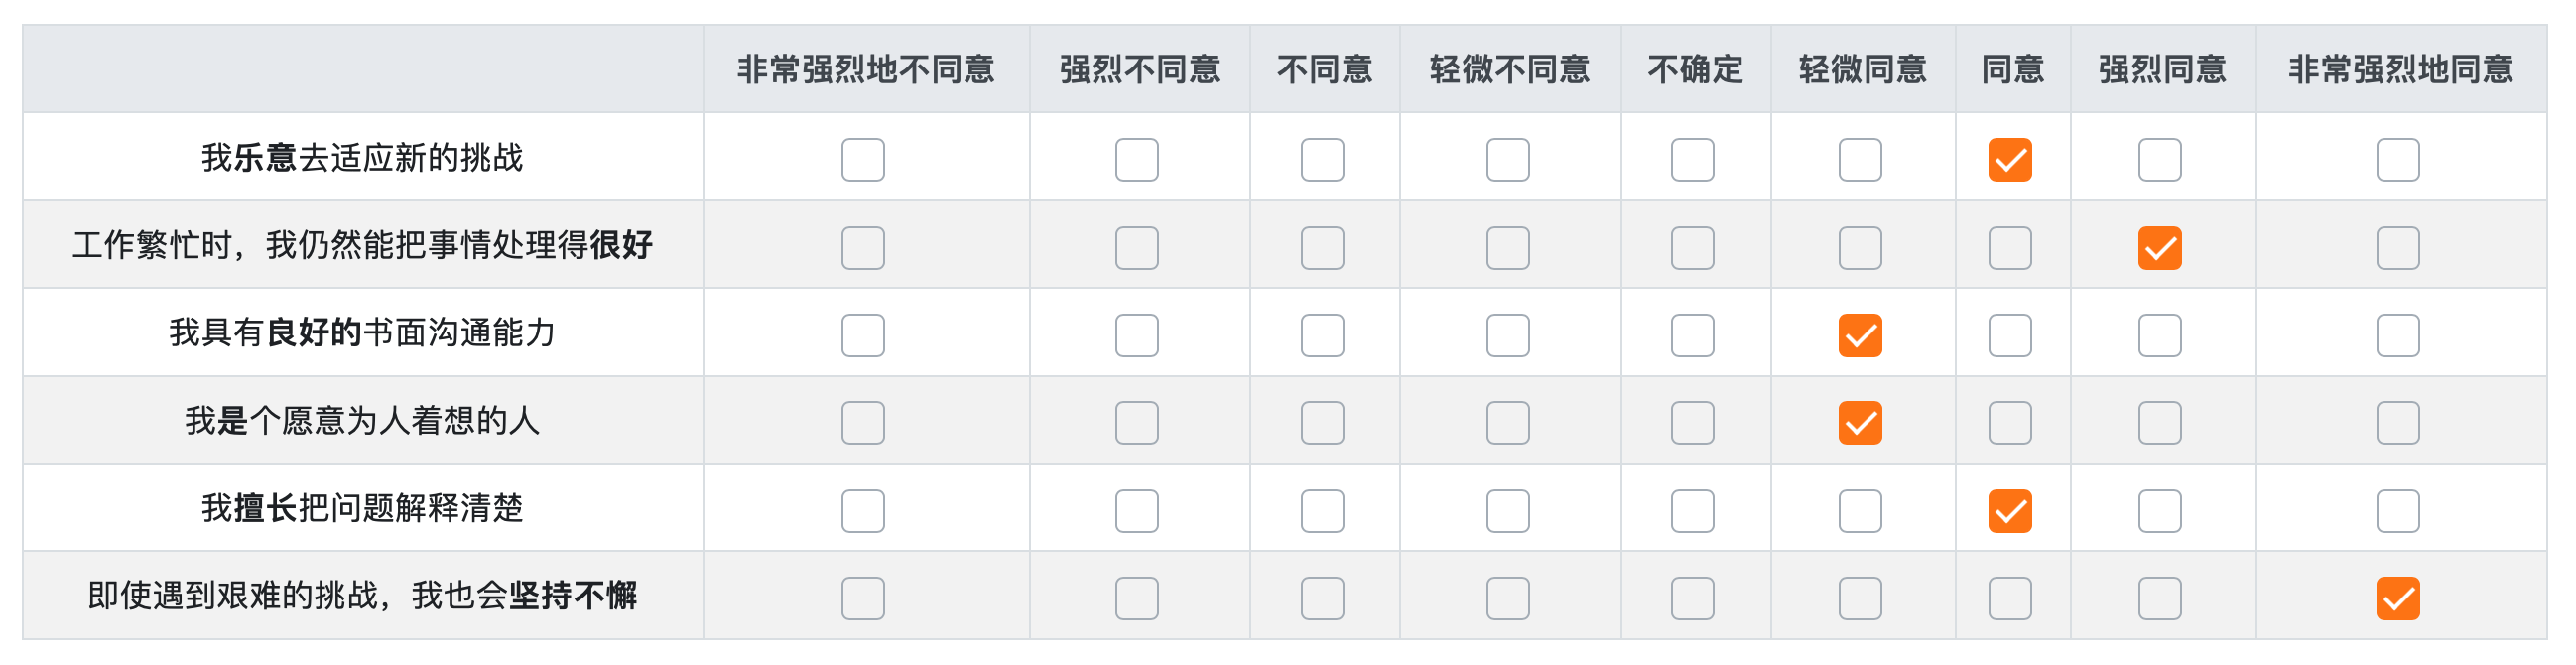 非常强烈地不同意 强烈不同意 不同意 轻微不同意 不确定 轻微同意 同意 强烈同意 非常强烈地同意
我乐意去适应新的挑战
工作繁忙时，我仍然能把事情处理得很好
我具有良好的书面沟通能力
我是个愿意为人着想的人
我擅长把问题解释清楚
即使遇到艰难的挑战，我也会坚持不懈